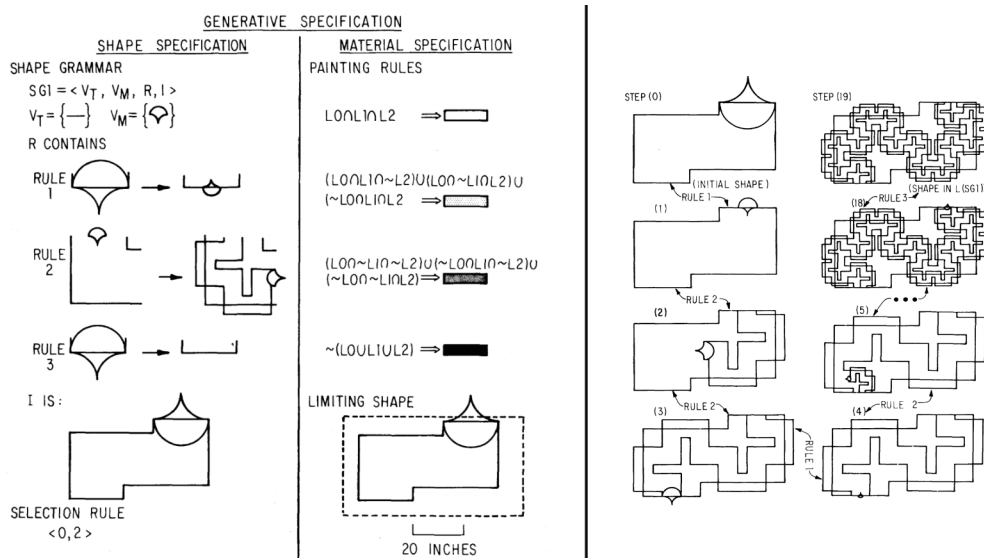 GENERATIVE SPECIFICATION
SHAPE SPECIFICATION
SHAPE GRAMMAR
SG1 = < V_T, V_M, R, I >
V_T = {—} V_M = { }
R CONTAINS
RULE 1
RULE 2
RULE 3
I IS:
SELECTION RULE
<0,2>
MATERIAL SPECIFICATION
PAINTING RULES
L0∩L1∩L2 ⇒
(L0∩L1∩~L2)∪(L0∩~L1∩L2)∪
(~L0∩L1∩L2 ⇒
(L0∩~L1∩~L2)∪(~L0∩L1∩~L2)∪
(~L0∩~L1∩L2) ⇒
~(L0∪L1∪L2) ⇒
LIMITING SHAPE
20 INCHES
STEP (0)
(INITIAL SHAPE)
RULE 1
(1)
RULE 2
(2)
RULE 2
(3)
RULE 1
(4)
RULE 2
(5)
•••
(18)
RULE 3
(SHAPE IN L(SG1)
STEP (19)